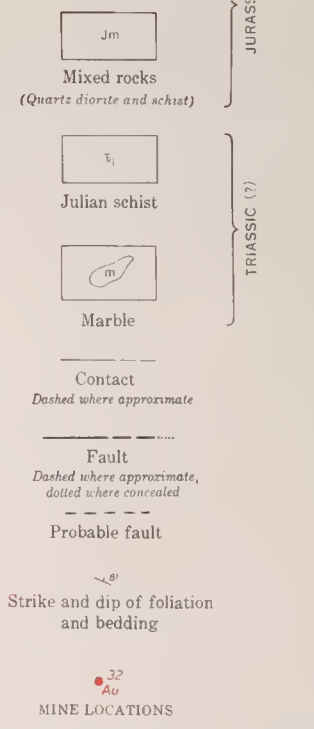 Jm
Mixed rocks
(Quartz diorite and schist)
Julian schist
TRIASSIC (?)
m
Marble
Contact
Dashed where approximate
Fault
Dashed where approximate,
dotted where concealed
Probable fault
81
Strike and dip of foliation
and bedding
32
Au
MINE LOCATIONS